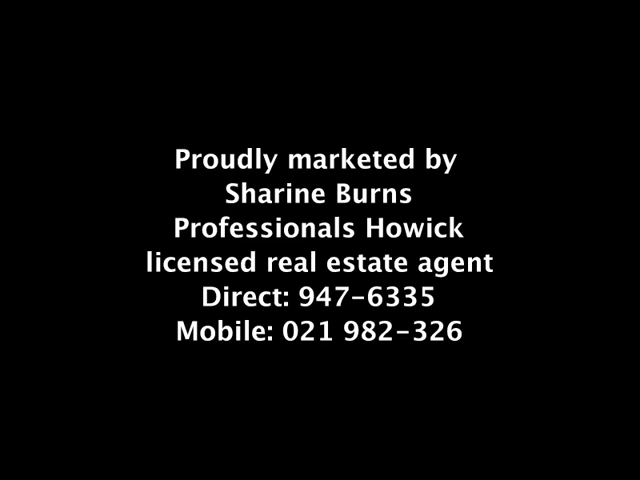 Proudly marketed by
Sharine Burns
Professionals Howick
licensed real estate agent
Direct: 947-6335
Mobile: 021 982-326